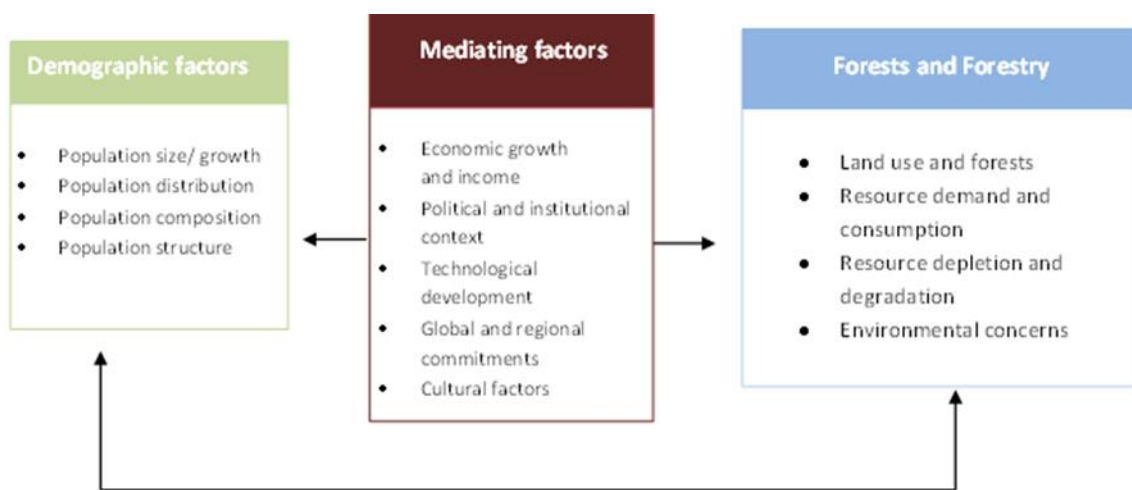 Demographic factors
Population size/ growth
Population distribution
Population composition
Population structure
Mediating factors
Economic growth
and income
Political and institutional
context
Technological
development
Global and regional
commitments
Cultural factors
Forests and Forestry
Land use and forests
Resource demand and
consumption
Resource depletion and
degradation
Environmental concerns